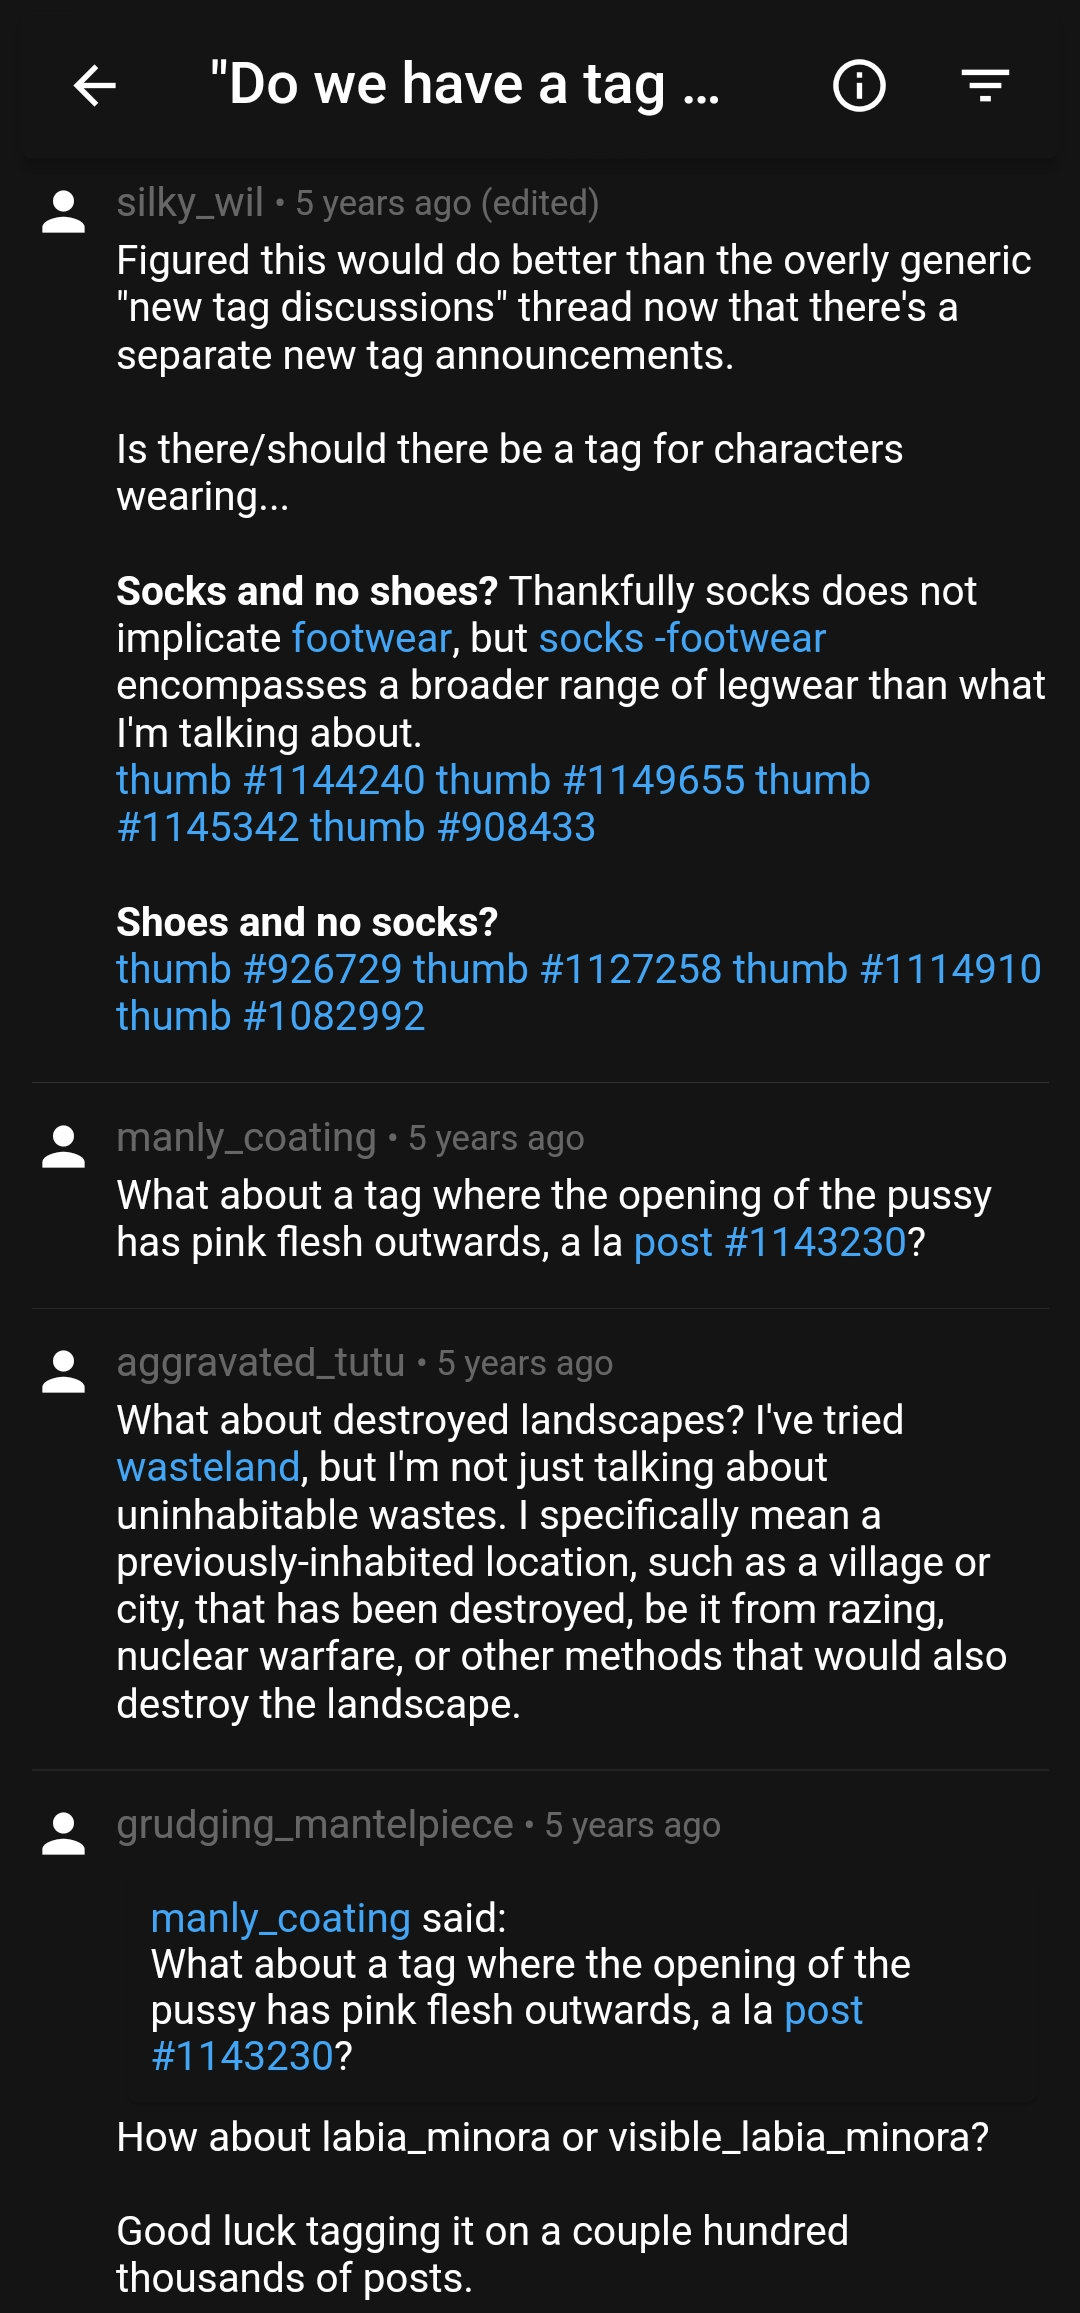 "Do we have a tag ...
silky_wil • 5 years ago (edited)
Figured this would do better than the overly generic
"new tag discussions" thread now that there's a
separate new tag announcements.
Is there/should there be a tag for characters
wearing...
Socks and no shoes? Thankfully socks does not
implicate footwear, but socks -footwear
encompasses a broader range of legwear than what
I'm talking about.
thumb #1144240 thumb #1149655 thumb
#1145342 thumb #908433
Shoes and no socks?
thumb #926729 thumb #1127258 thumb #1114910
thumb #1082992
manly_coating • 5 years ago
What about a tag where the opening of the pussy
has pink flesh outwards, a la post #1143230?
aggravated_tutu • 5 years ago
What about destroyed landscapes? I've tried
wasteland, but I'm not just talking about
uninhabitable wastes. I specifically mean a
previously-inhabited location, such as a village or
city, that has been destroyed, be it from razing,
nuclear warfare, or other methods that would also
destroy the landscape.
grudging_mantelpiece • 5 years ago
manly_coating said:
What about a tag where the opening of the
pussy has pink flesh outwards, a la post
#1143230?
How about labia_minora or visible_labia_minora?
Good luck tagging it on a couple hundred
thousands of posts.